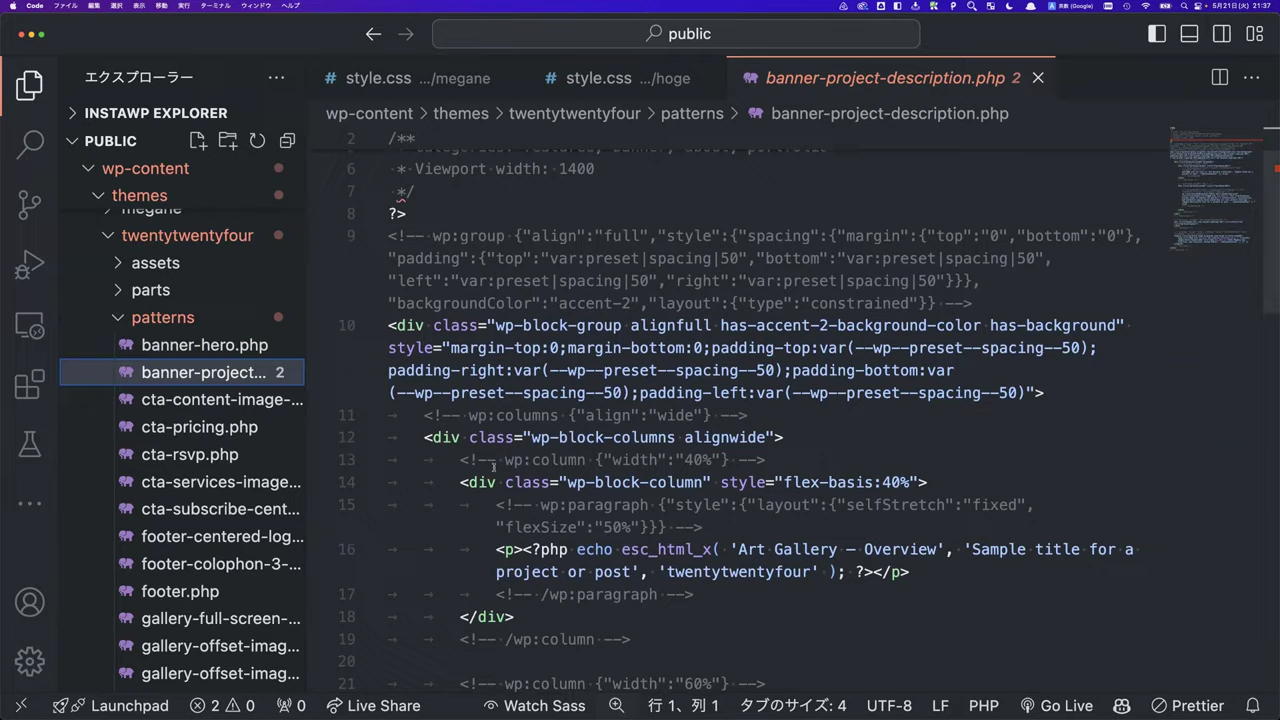 Code ファイル 編集 選択 表示 移動 実行 ターミナル ウィンドウ ヘルプ
英数 (Google)
5月21日(火) 21:37
public
エクスプローラー
style.css .../megane
style.css .../hoge
banner-project-description.php 2
INSTAWP EXPLORER
wp-content > themes > twentytwentyfour > patterns > banner-project-description.php
PUBLIC
wp-content
themes
megane
twentytwentyfour
assets
parts
patterns
banner-hero.php
banner-project... 2
cta-content-image-...
cta-pricing.php
cta-rsvp.php
cta-services-image...
cta-subscribe-cent...
footer-centered-log...
footer-colophon-3-...
footer.php
gallery-full-screen-...
gallery-offset-imag...
gallery-offset-imag...
2 /**
6 * Viewport width: 1400
7 */
8 ?>
9 <!-- wp:group {"align":"full","style":{"spacing":{"margin":{"top":"0","bottom":"0"},
"padding":{"top":"var:preset|spacing|50","bottom":"var:preset|spacing|50",
"left":"var:preset|spacing|50","right":"var:preset|spacing|50"}}},
"backgroundColor":"accent-2","layout":{"type":"constrained"}} -->
10 <div class="wp-block-group alignfull has-accent-2-background-color has-background"
style="margin-top:0;margin-bottom:0;padding-top:var(--wp--preset--spacing--50);
padding-right:var(--wp--preset--spacing--50);padding-bottom:var
(--wp--preset--spacing--50);padding-left:var(--wp--preset--spacing--50)">
11 <!-- wp:columns {"align":"wide"} -->
12 <div class="wp-block-columns alignwide">
13 <!-- wp:column {"width":"40%"} -->
14 <div class="wp-block-column" style="flex-basis:40%">
15 <!-- wp:paragraph {"style":{"layout":{"selfStretch":"fixed",
"flexSize":"50%"}}} -->
16 <p><?php echo esc_html_x( 'Art Gallery — Overview', 'Sample title for a
project or post', 'twentytwentyfour' ); ?></p>
17 <!-- /wp:paragraph -->
18 </div>
19 <!-- /wp:column -->
21 <!-- wp:column {"width":"60%"} -->
Launchpad 2 0 0 Live Share Watch Sass 行 1、列 1 タブのサイズ: 4 UTF-8 LF PHP Go Live Prettier